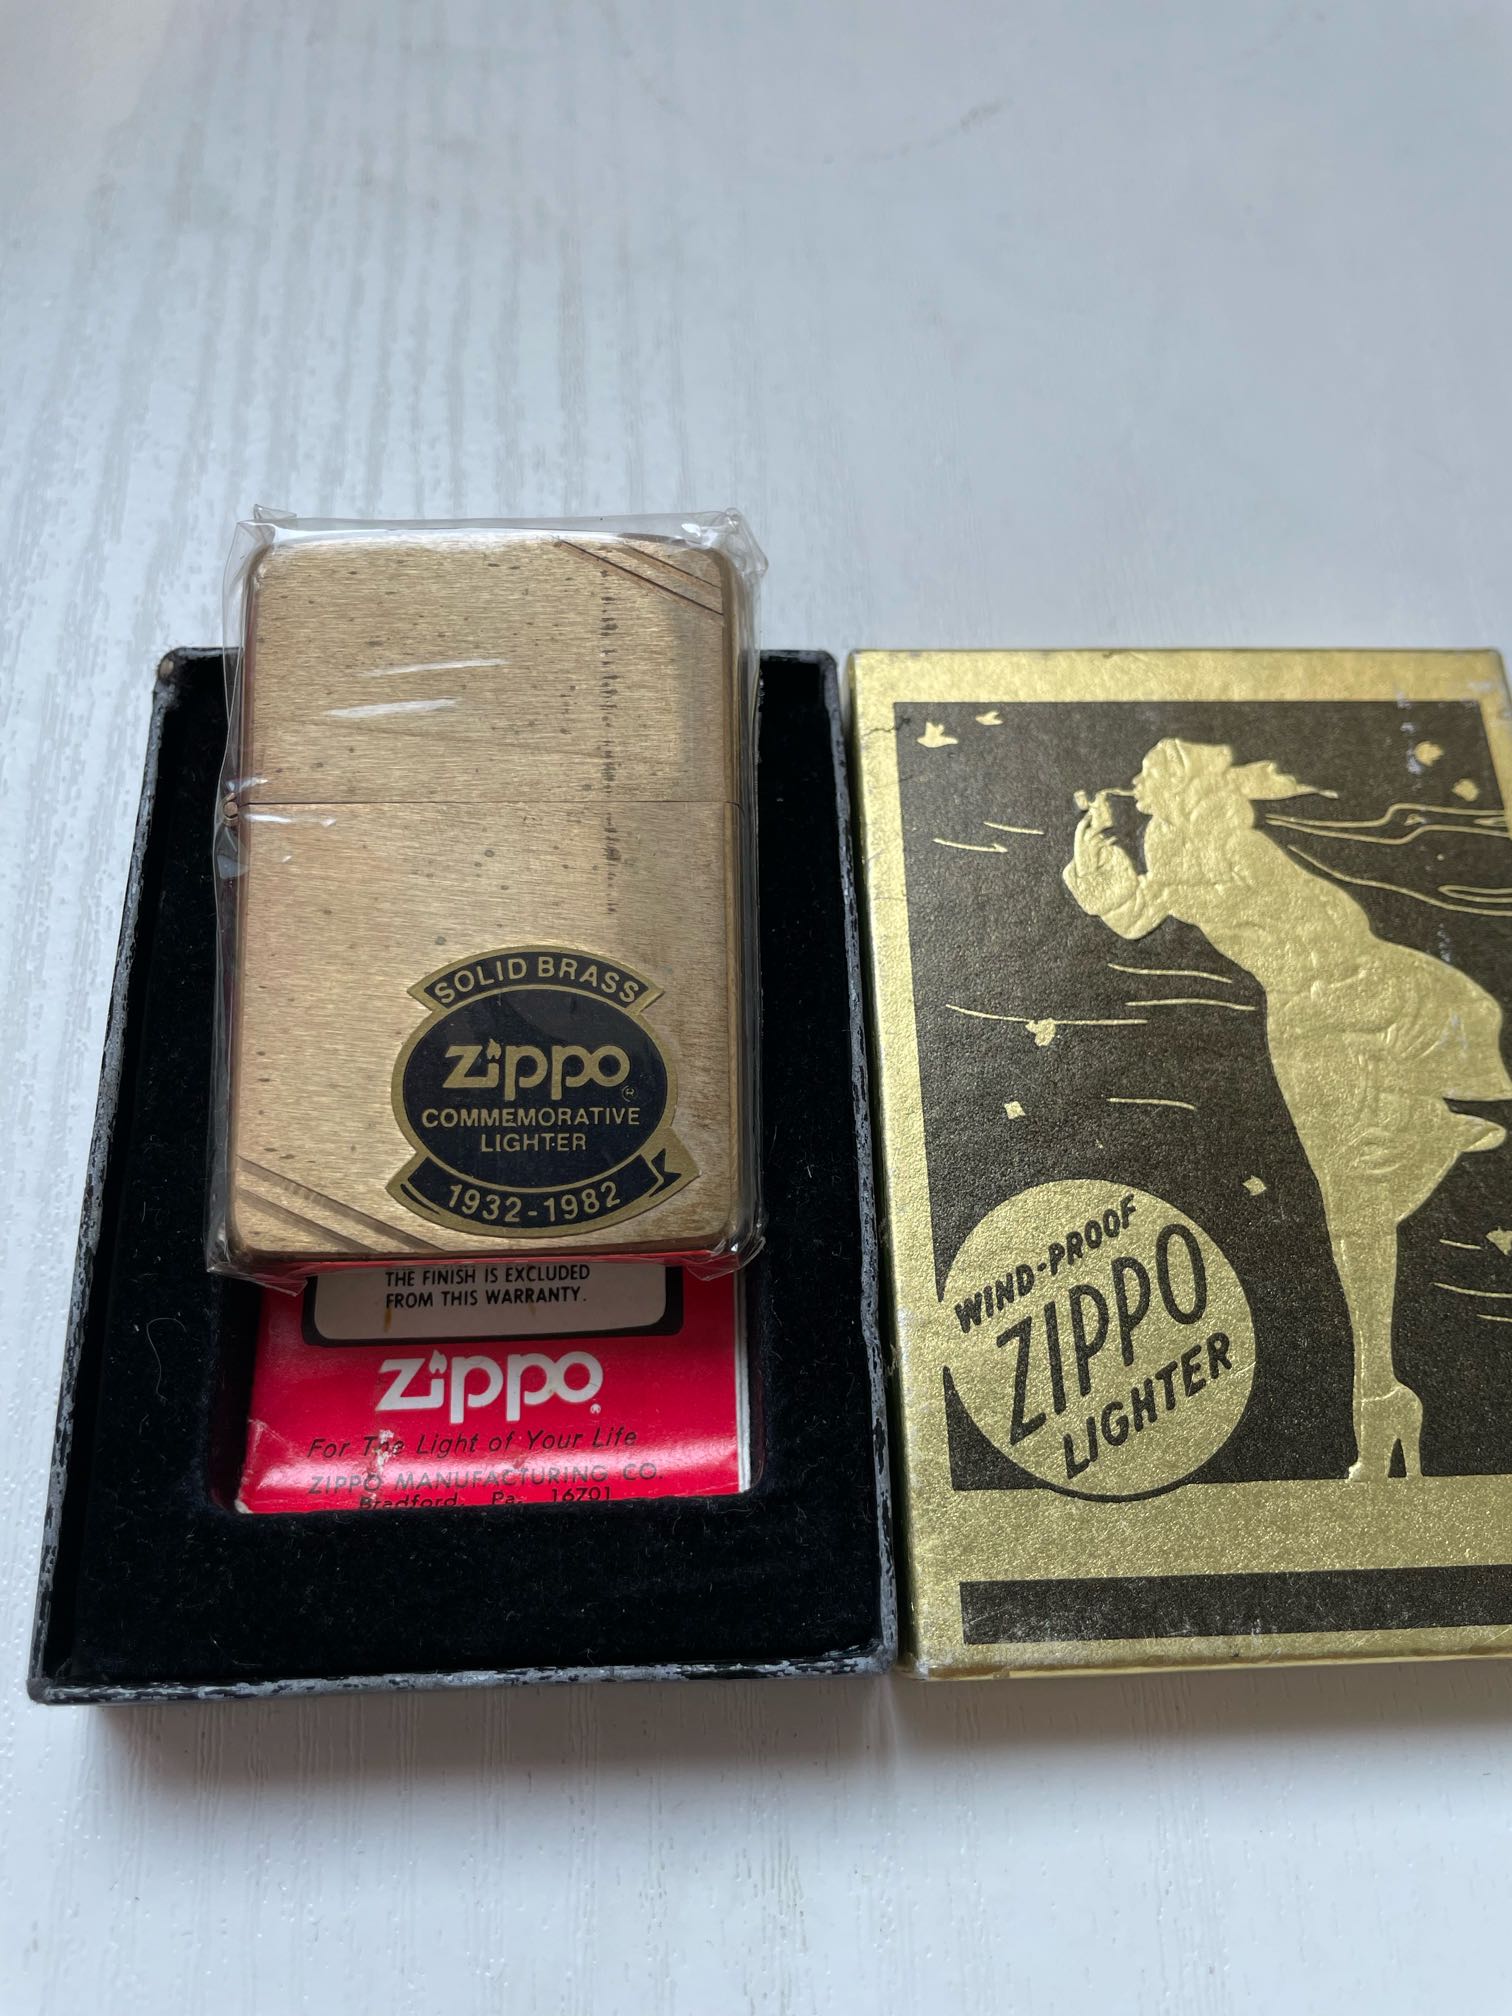 SOLID BRASS
Zippo®
COMMEMORATIVE
LIGHTER
1932-1982
THE FINISH IS EXCLUDED
FROM THIS WARRANTY.
Zippo®
For The Light of Your Life
ZIPPO MANUFACTURING CO.
Bradford, Pa. 16701
WIND-PROOF
ZIPPO
LIGHTER